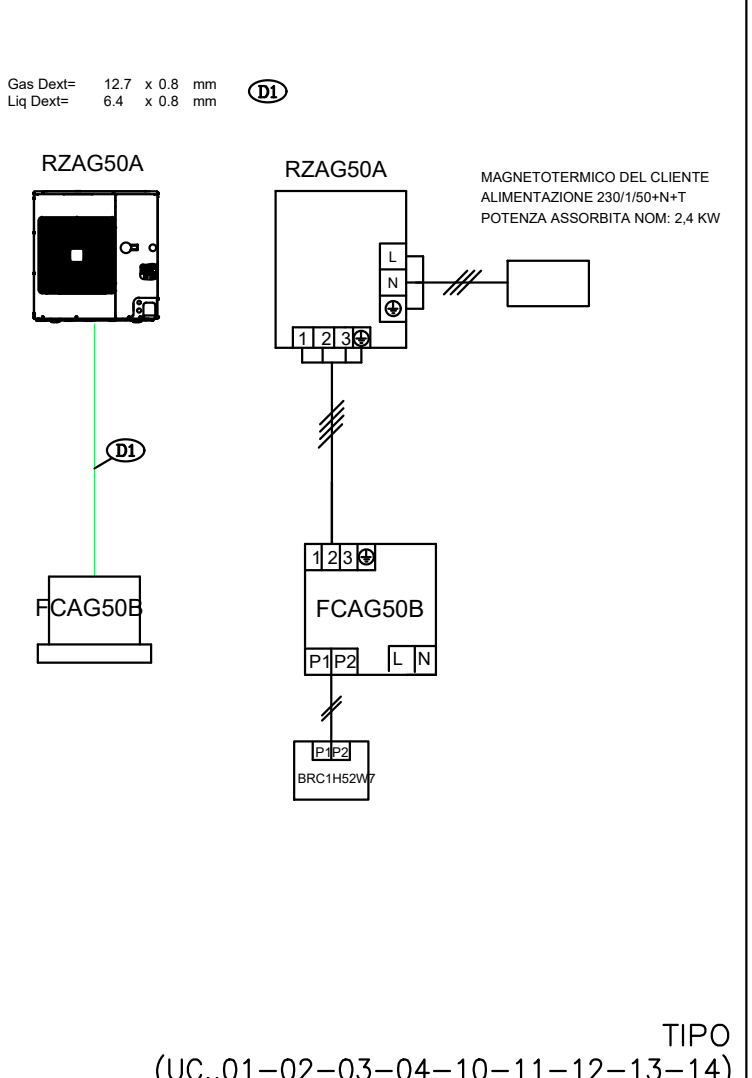 Gas Dext= 12.7 x 0.8 mm
Liq Dext= 6.4 x 0.8 mm
D1
RZAG50A
RZAG50A
MAGNETOTERMICO DEL CLIENTE
ALIMENTAZIONE 230/1/50+N+T
POTENZA ASSORBITA NOM: 2,4 KW
L
N
1 2 3
D1
1 2 3
FCAG50B
FCAG50B
P1 P2 L N
P1 P2
BRC1H52W7
TIPO
(UC..01-02-03-04-10-11-12-13-14)